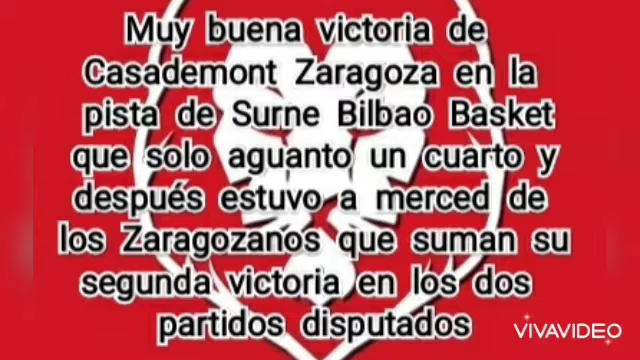 Muy buena victoria de
Casademont Zaragoza en la
pista de Surne Bilbao Basket
que solo aguanto un cuarto y
después estuvo a merced de
los Zaragozanos que suman su
segunda victoria en los dos
partidos disputados
VIVAVIDEO